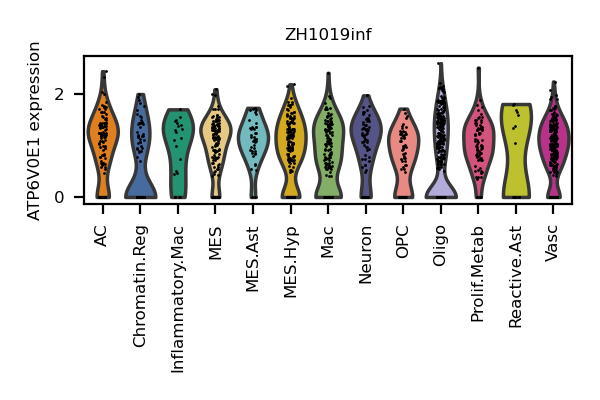 ZH1019inf
ATP6V0E1 expression
2
0
AC
Chromatin.Reg
Inflammatory.Mac
MES
MES.Ast
MES.Hyp
Mac
Neuron
OPC
Oligo
Prolif.Metab
Reactive.Ast
Vasc